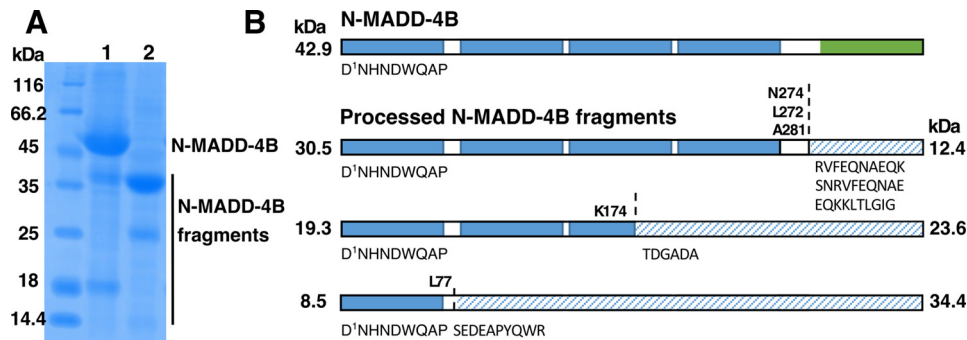 A
kDa
1 2
116
66.2
45
35
25
18
14.4
N-MADD-4B
N-MADD-4B
fragments
B
kDa
N-MADD-4B
42.9
D¹NHNDWQAP
Processed N-MADD-4B fragments
N274
L272
A281
kDa
30.5
12.4
D¹NHNDWQAP
RVFEQNAEQK
SNRVFEQNAE
EQKKLTLGIG
K174
19.3
23.6
D¹NHNDWQAP
TDGADA
L77
8.5
34.4
D¹NHNDWQAP SEDEAPYQWR